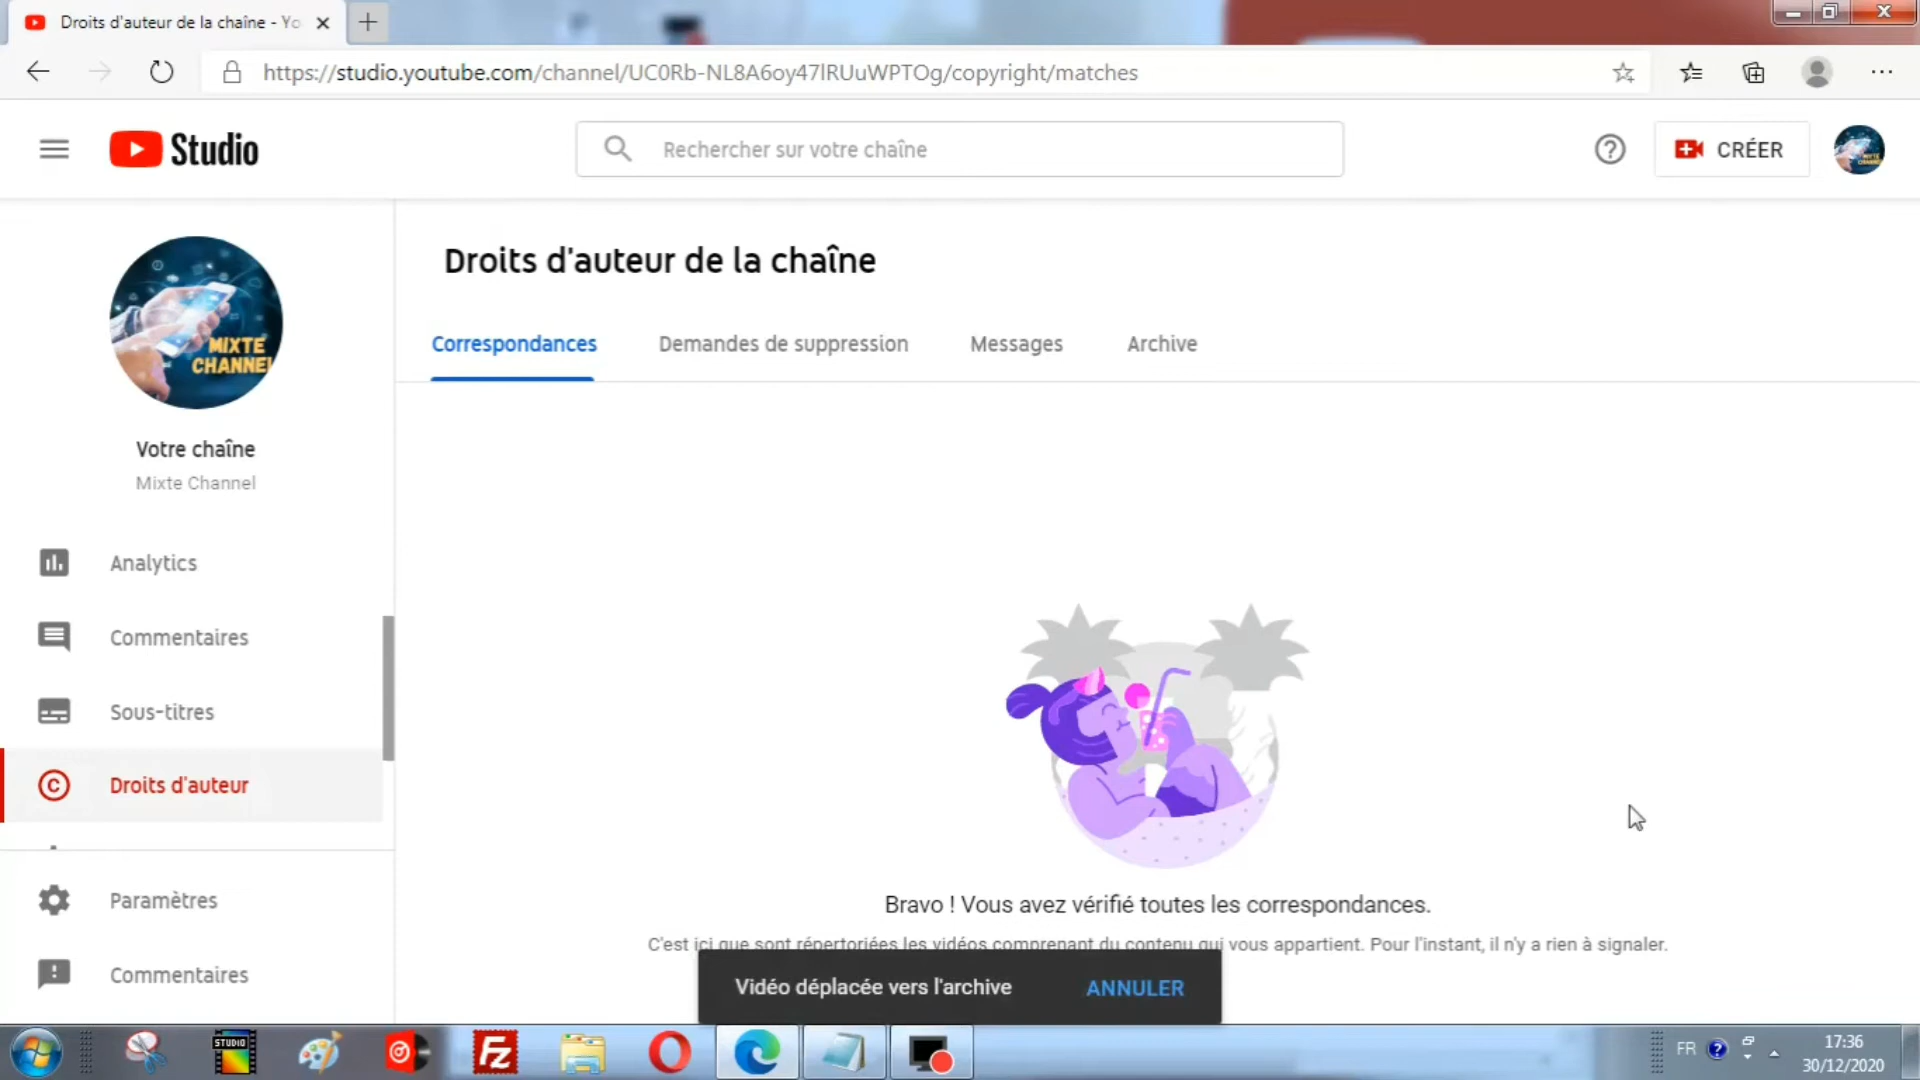 Droits d'auteur de la chaîne - Yo
https://studio.youtube.com/channel/UC0Rb-NL8A6oy47lRUuWPTOg/copyright/matches
Studio
Rechercher sur votre chaîne
CRÉER
MIXTE
CHANNEL
Votre chaîne
Mixte Channel
Analytics
Commentaires
Sous-titres
Droits d'auteur
Paramètres
Commentaires
Droits d'auteur de la chaîne
Correspondances
Demandes de suppression
Messages
Archive
Bravo ! Vous avez vérifié toutes les correspondances.
C'est ici que sont répertoriées les vidéos comprenant du contenu qui vous appartient. Pour l'instant, il n'y a rien à signaler.
Vidéo déplacée vers l'archive
ANNULER
STUDIO
FZ
FR
17:36
30/12/2020